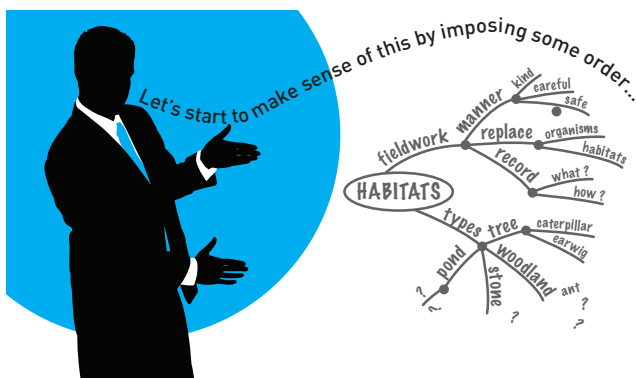 Let's start to make sense of this by imposing some order...
HABITATS
fieldwork
manner
kind
careful
safe
replace
organisms
habitats
record
what ?
how ?
types
tree
caterpillar
earwig
woodland
ant
?
?
?
stone
?
pond
?
?